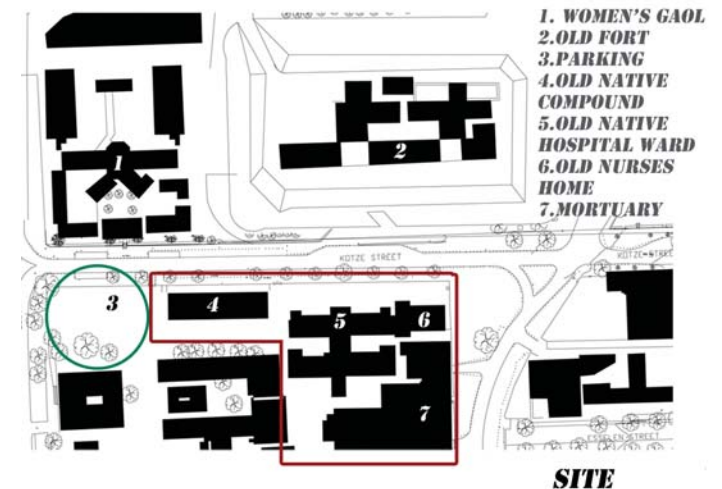 1. WOMEN'S GAOL
2.OLD FORT
3.PARKING
4.OLD NATIVE
COMPOUND
5.OLD NATIVE
HOSPITAL WARD
6.OLD NURSES
HOME
7.MORTUARY
1
2
KOTZE STREET
KOTZE STREE
3
4
5
6
7
ESSELEN STREET
SITE